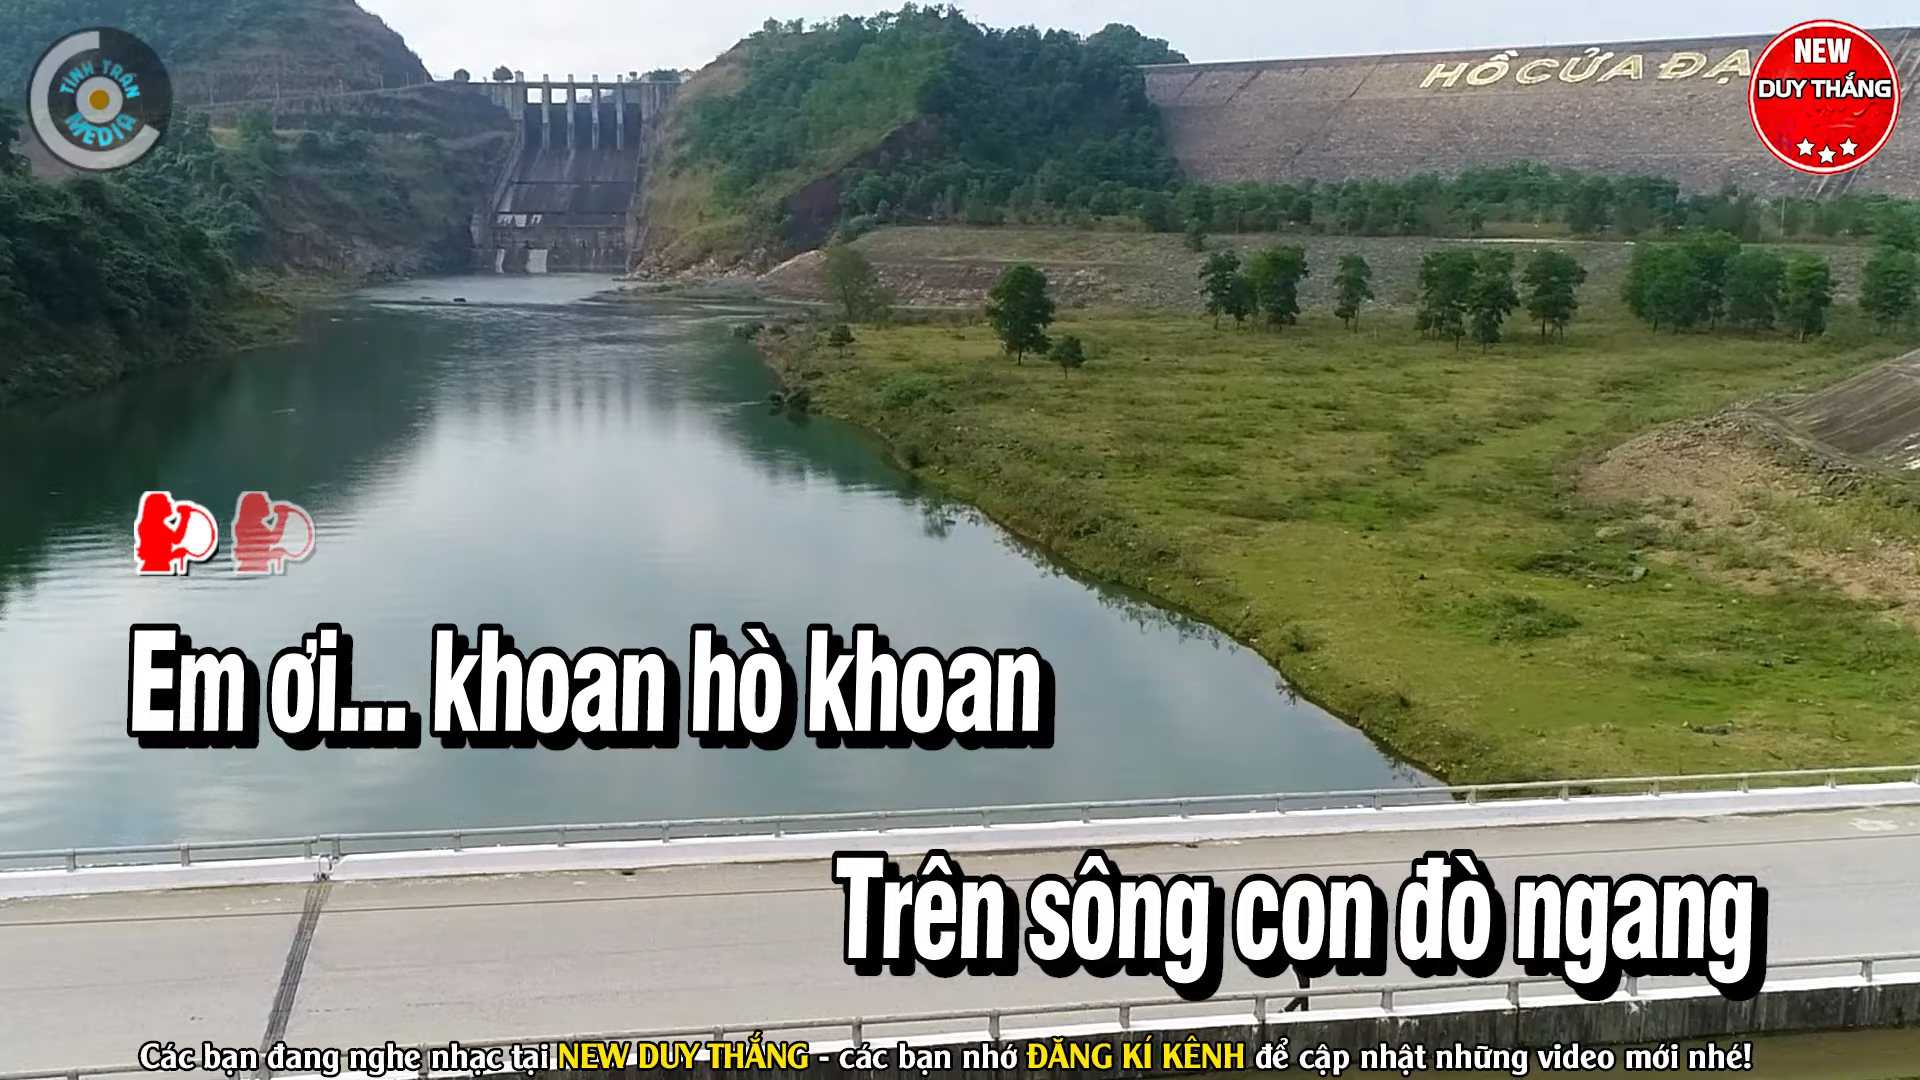 TÌNH TRẦN
MEDIA
HỒ CỬA ĐẠ
NEW
DUY THẮNG
Em ơi... khoan hò khoan
Trên sông con đò ngang
Các bạn đang nghe nhạc tại NEW DUY THẮNG - các bạn nhớ ĐĂNG KÍ KÊNH để cập nhật những video mới nhé!